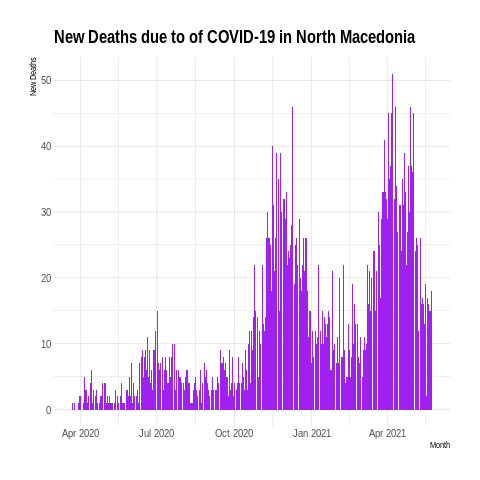 New Deaths due to of COVID-19 in North Macedonia
New Deaths
50
40
30
20
10
0
Apr 2020 Jul 2020 Oct 2020 Jan 2021 Apr 2021
Month